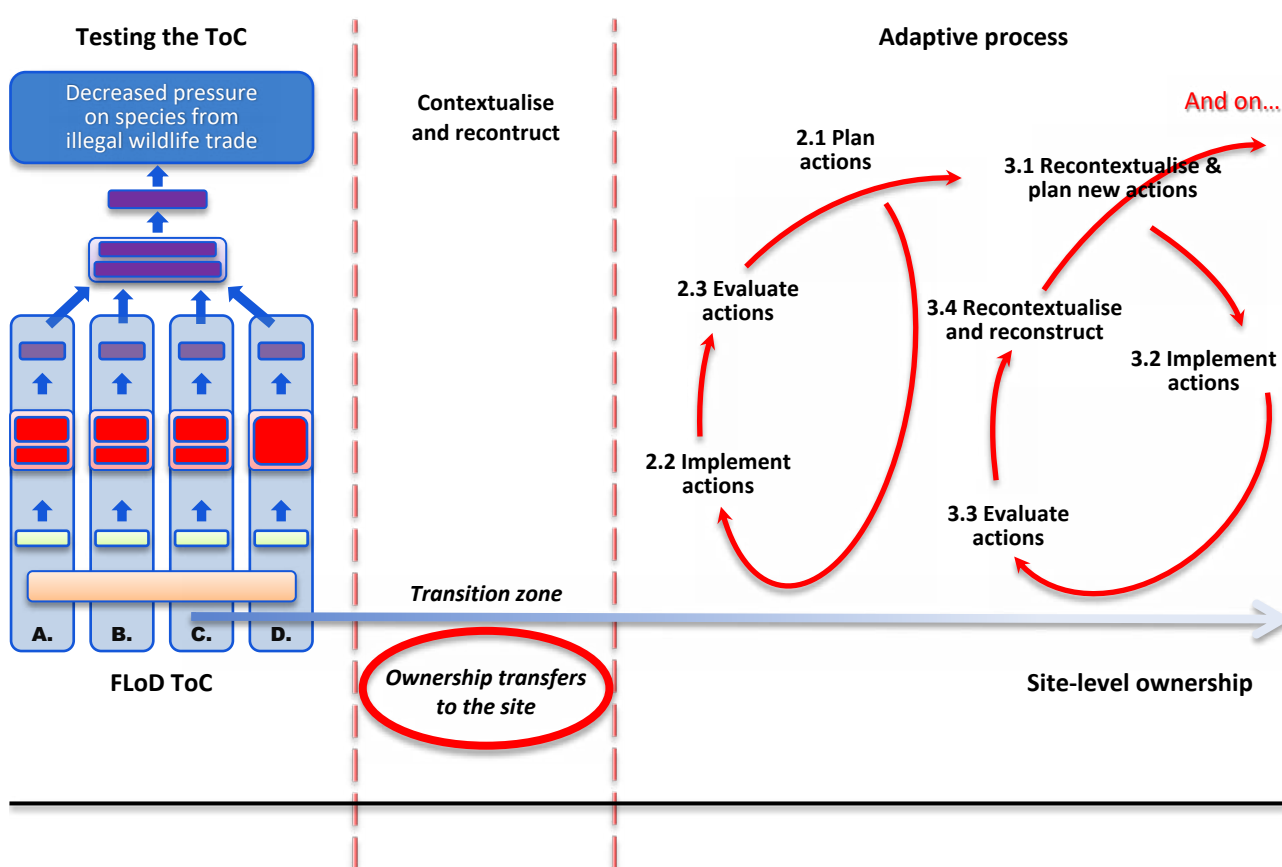 Testing the ToC
Decreased pressure
on species from
illegal wildlife trade
A.
B.
C.
D.
FLoD ToC
Contextualise
and recontruct
Transition zone
Ownership transfers
to the site
Adaptive process
And on...
2.1 Plan
actions
3.1 Recontextualise &
plan new actions
2.3 Evaluate
actions
3.4 Recontextualise
and reconstruct
3.2 Implement
actions
2.2 Implement
actions
3.3 Evaluate
actions
Site-level ownership